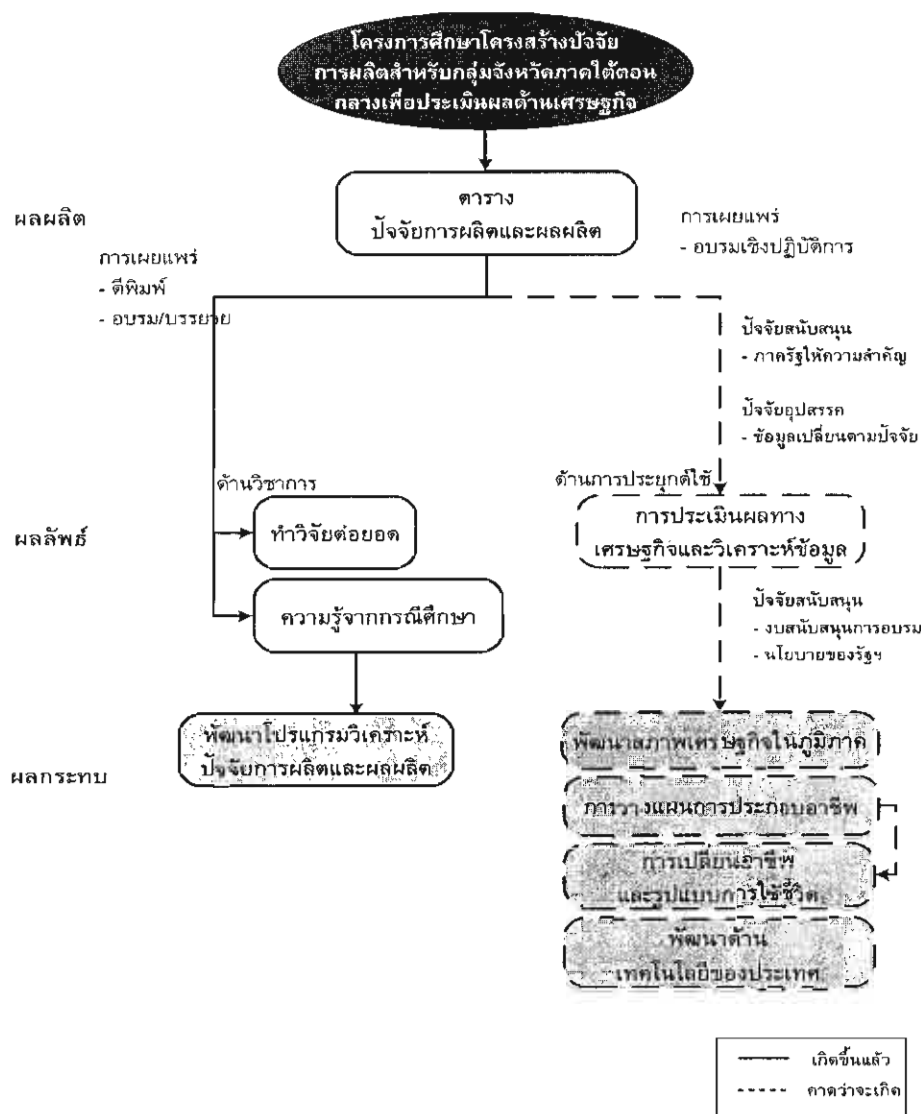 โครงการศึกษาโครงสร้างปัจจัย
การผลิตสำหรับกลุ่มจังหวัดภาคใต้ตอน
กลางเพื่อประเมินผลด้านเศรษฐกิจ
ผลผลิต
ตาราง
ปัจจัยการผลิตและผลผลิต
การเผยแพร่
- อบรมเชิงปฏิบัติการ
การเผยแพร่
- ตีพิมพ์
- อบรม/บรรยาย
ปัจจัยสนับสนุน
- ภาครัฐให้ความสำคัญ
ปัจจัยอุปสรรค
- ข้อมูลเปลี่ยนตามปัจจัย
ด้านวิชาการ
ด้านการประยุกต์ใช้
ผลลัพธ์
ทำวิจัยต่อยอด
การประเมินผลทาง
เศรษฐกิจและวิเคราะห์ข้อมูล
ความรู้จากกรณีศึกษา
ปัจจัยสนับสนุน
- งบสนับสนุนการอบรม
- นโยบายของรัฐฯ
ผลกระทบ
พัฒนาโปรแกรมวิเคราะห์
ปัจจัยการผลิตและผลผลิต
พัฒนาสภาพเศรษฐกิจในภูมิภาค
การวางแผนการประกอบอาชีพ
การเปลี่ยนอาชีพ
และรูปแบบการใช้ชีวิต
พัฒนาด้าน
เทคโนโลยีของประเทศ
เกิดขึ้นแล้ว
คาดว่าจะเกิด